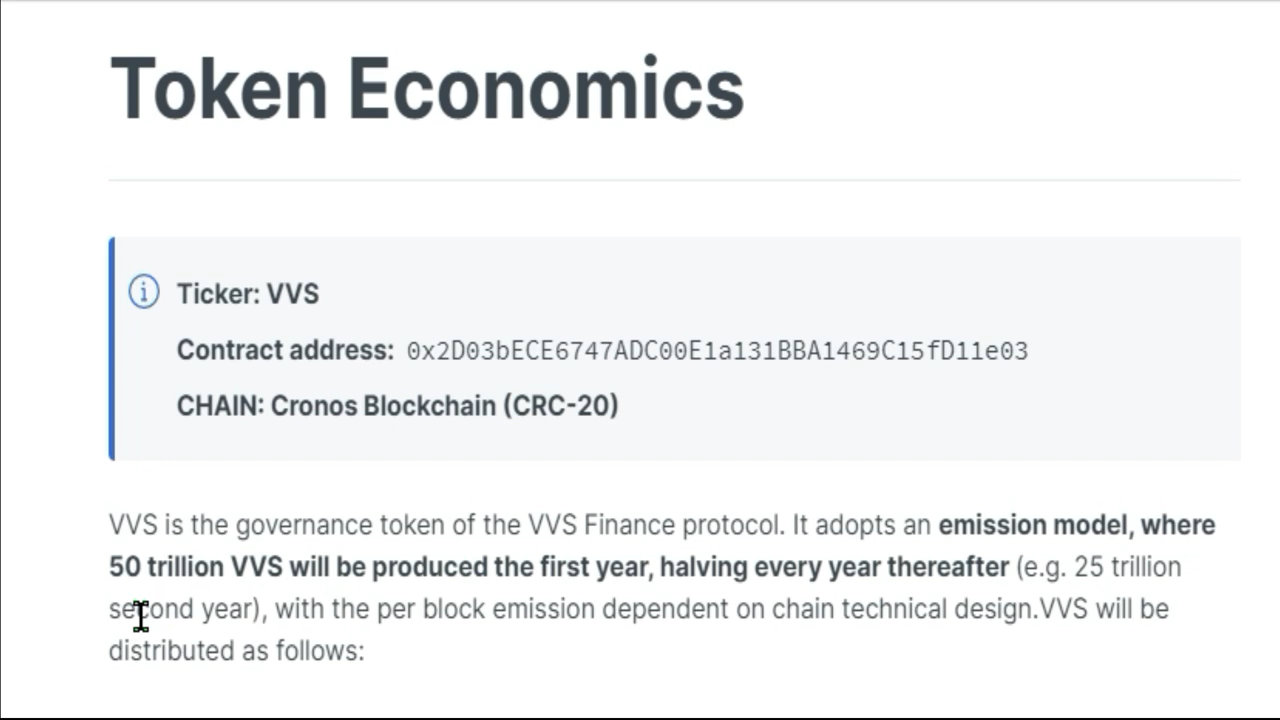 Token Economics
Ticker: VVS
Contract address: 0x2D03bECE6747ADC00E1a131BBA1469C15fD11e03
CHAIN: Cronos Blockchain (CRC-20)
VVS is the governance token of the VVS Finance protocol. It adopts an emission model, where
50 trillion VVS will be produced the first year, halving every year thereafter (e.g. 25 trillion
second year), with the per block emission dependent on chain technical design.VVS will be
distributed as follows: